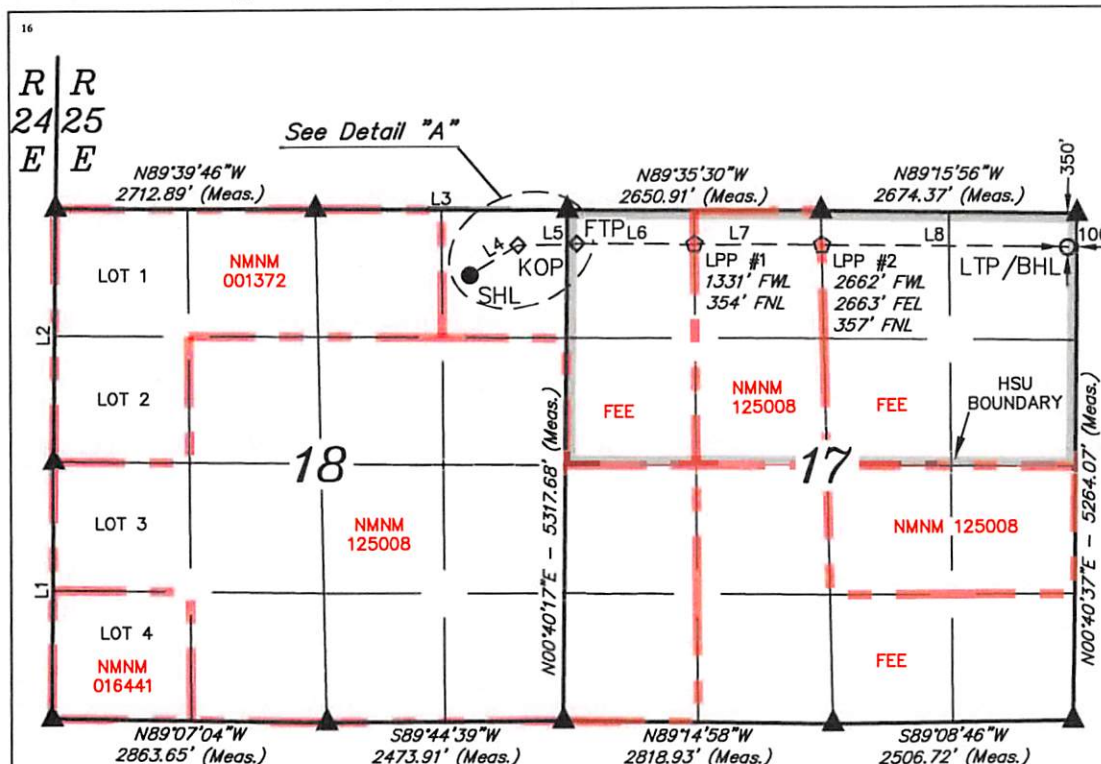 16
R R
24 25
E E
See Detail "A"
N89°39'46"W
2712.89' (Meas.)
N89°35'30"W
2650.91' (Meas.)
N89°15'56"W
2674.37' (Meas.)
350'
L3
L4
L5
FTP
L6
L7
L8
100
KOP
SHL
LPP #1
1331' FWL
354' FNL
LPP #2
2662' FWL
2663' FEL
357' FNL
LTP/BHL
LOT 1
NMNM
001372
L2
LOT 2
FEE
NMNM
125008
FEE
HSU
BOUNDARY
18
17
N00°40'17"E - 5317.68' (Meas.)
N00°40'37"E - 5264.07' (Meas.)
LOT 3
NMNM
125008
NMNM 125008
L1
LOT 4
NMNM
016441
FEE
N89°07'04"W
2863.65' (Meas.)
S89°44'39"W
2473.91' (Meas.)
N89°14'58"W
2818.93' (Meas.)
S89°08'46"W
2506.72' (Meas.)